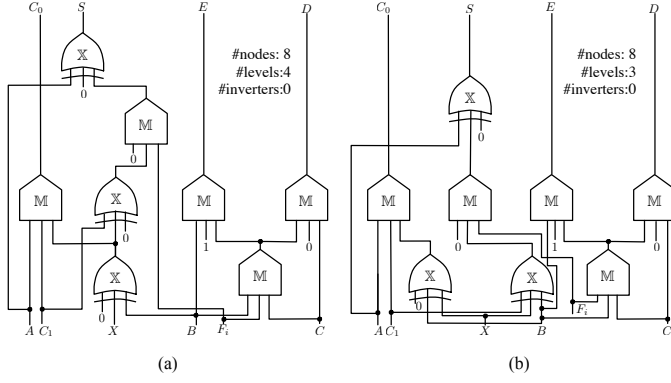 C₀ S E D C₀ S E D
𝕏 #nodes: 8 #nodes: 8
0 #levels:4 #levels:3
#inverters:0 𝕏 #inverters:0
𝕄 0
0
𝕄 𝕏 𝕄 𝕄 𝕄 𝕄 𝕄 𝕄
0 1 0 0 1 0
𝕏 𝕄 𝕏 𝕏 𝕄
0 0
A C₁ X B Fᵢ C A C₁ X B Fᵢ C
(a) (b)